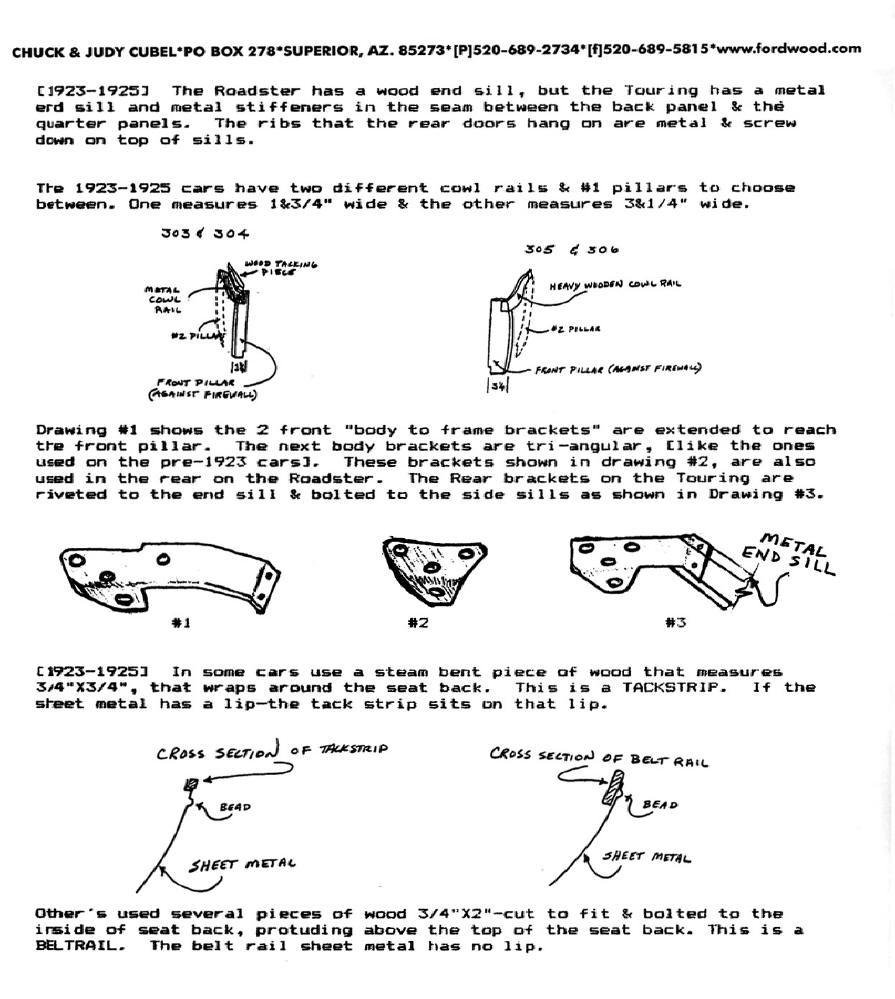 CHUCK & JUDY CUBEL*PO BOX 278*SUPERIOR, AZ. 85273*[P]520-689-2734*[f]520-689-5815*www.fordwood.com
[1923-1925] The Roadster has a wood end sill, but the Touring has a metal
erd sill and metal stiffeners in the seam between the back panel & the
quarter panels. The ribs that the rear doors hang on are metal & screw
down on top of sills.
The 1923-1925 cars have two different cowl rails & #1 pillars to choose
between. One measures 1&3/4" wide & the other measures 3&1/4" wide.
303 & 304
305 & 306
WOOD TACKING
PIECE
METAL
COWL
RAIL
#2 PILLAR
FRONT PILLAR
(AGAINST FIREWALL)
HEAVY WOODEN COWL RAIL
#2 PILLAR
FRONT PILLAR (AGAINST FIREWALL)
Drawing #1 shows the 2 front "body to frame brackets" are extended to reach
the front pillar. The next body brackets are tri-angular, [like the ones
used on the pre-1923 cars]. These brackets shown in drawing #2, are also
used in the rear on the Roadster. The Rear brackets on the Touring are
riveted to the end sill & bolted to the side sills as shown in Drawing #3.
METAL
END SILL
#1
#2
#3
[1923-1925] In some cars use a steam bent piece of wood that measures
3/4"X3/4", that wraps around the seat back. This is a TACKSTRIP. If the
sheet metal has a lip-the tack strip sits on that lip.
CROSS SECTION OF TACKSTRIP
BEAD
SHEET METAL
CROSS SECTION OF BELT RAIL
BEAD
SHEET METAL
Other's used several pieces of wood 3/4"X2"-cut to fit & bolted to the
inside of seat back, protuding above the top of the seat back. This is a
BELTRAIL. The belt rail sheet metal has no lip.